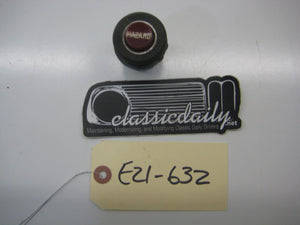 HAZARD
classicdaily.net
Maintaining, Modernizing, and Modifying Classic Daily Drivers
E21-632